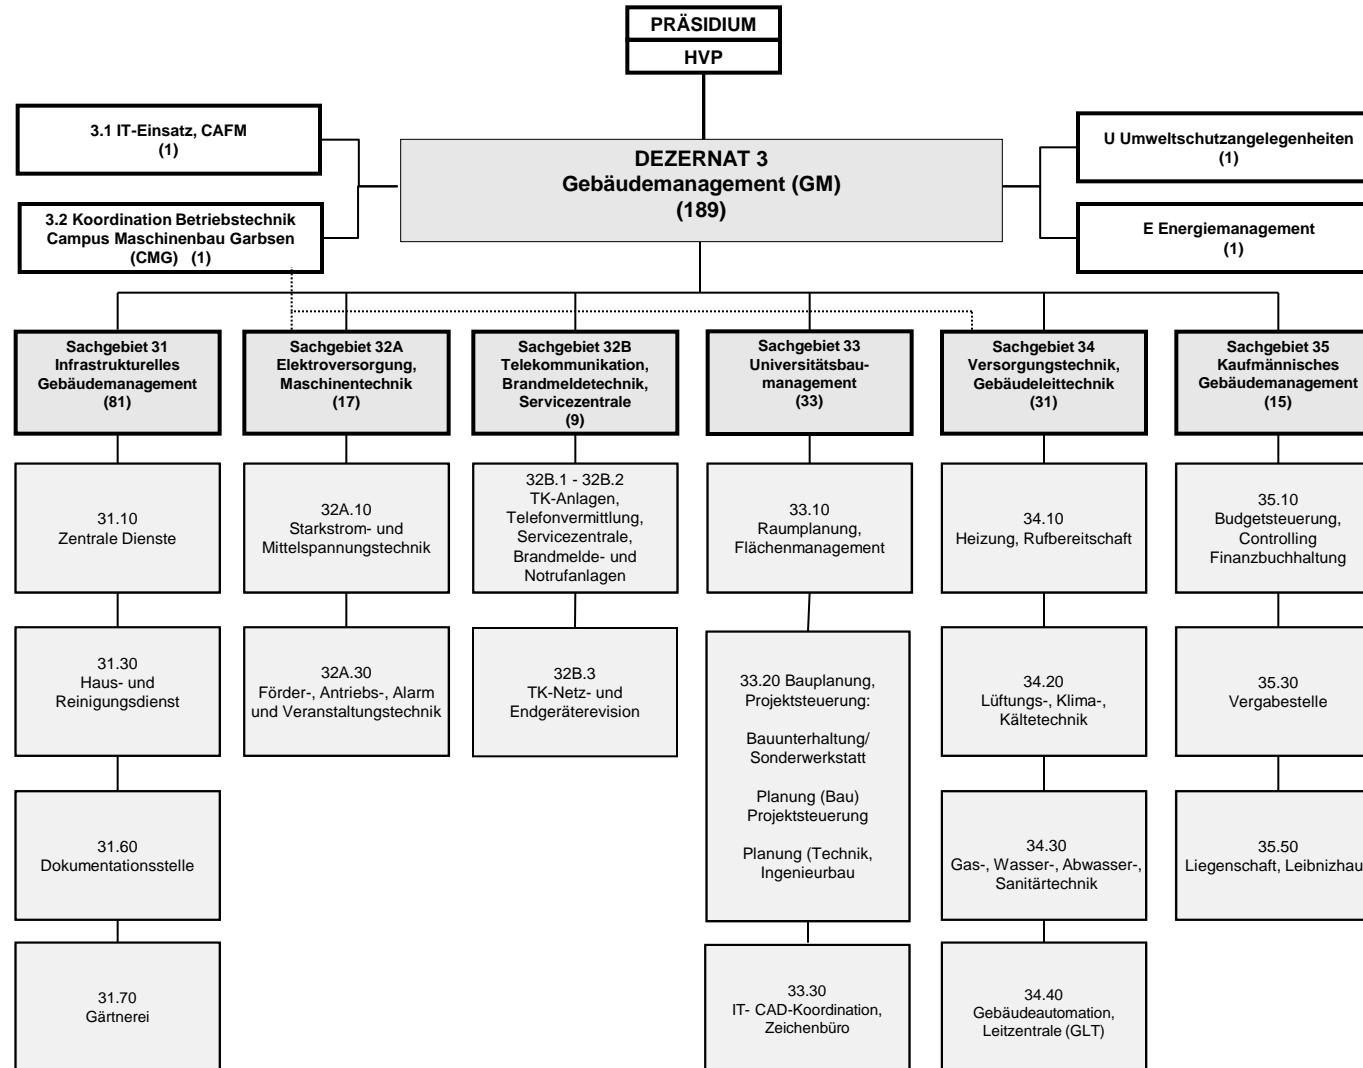 PRÄSIDIUM
HVP
3.1 IT-Einsatz, CAFM
(1)
3.2 Koordination Betriebstechnik
Campus Maschinenbau Garbsen
(CMG) (1)
DEZERNAT 3
Gebäudemanagement (GM)
(189)
U Umweltschutzangelegenheiten
(1)
E Energiemanagement
(1)
Sachgebiet 31
Infrastrukturelles
Gebäudemanagement
(81)
Sachgebiet 32A
Elektroversorgung,
Maschinentechnik
(17)
Sachgebiet 32B
Telekommunikation,
Brandmeldetechnik,
Servicezentrale
(9)
Sachgebiet 33
Universitätsbau-
management
(33)
Sachgebiet 34
Versorgungstechnik,
Gebäudeleittechnik
(31)
Sachgebiet 35
Kaufmännisches
Gebäudemanagement
(15)
31.10
Zentrale Dienste
32A.10
Starkstrom- und
Mittelspannungstechnik
32B.1 - 32B.2
TK-Anlagen,
Telefonvermittlung,
Servicezentrale,
Brandmelde- und
Notrufanlagen
33.10
Raumplanung,
Flächenmanagement
34.10
Heizung, Rufbereitschaft
35.10
Budgetsteuerung,
Controlling
Finanzbuchhaltung
31.30
Haus- und
Reinigungsdienst
32A.30
Förder-, Antriebs-, Alarm
und Veranstaltungstechnik
32B.3
TK-Netz- und
Endgeräterevision
33.20 Bauplanung,
Projektsteuerung:
Bauunterhaltung/
Sonderwerkstatt
Planung (Bau)
Projektsteuerung
Planung (Technik,
Ingenieurbau
34.20
Lüftungs-, Klima-,
Kältetechnik
35.30
Vergabestelle
31.60
Dokumentationsstelle
34.30
Gas-, Wasser-, Abwasser-,
Sanitärtechnik
35.50
Liegenschaft, Leibnizhau
31.70
Gärtnerei
33.30
IT- CAD-Koordination,
Zeichenbüro
34.40
Gebäudeautomation,
Leitzentrale (GLT)